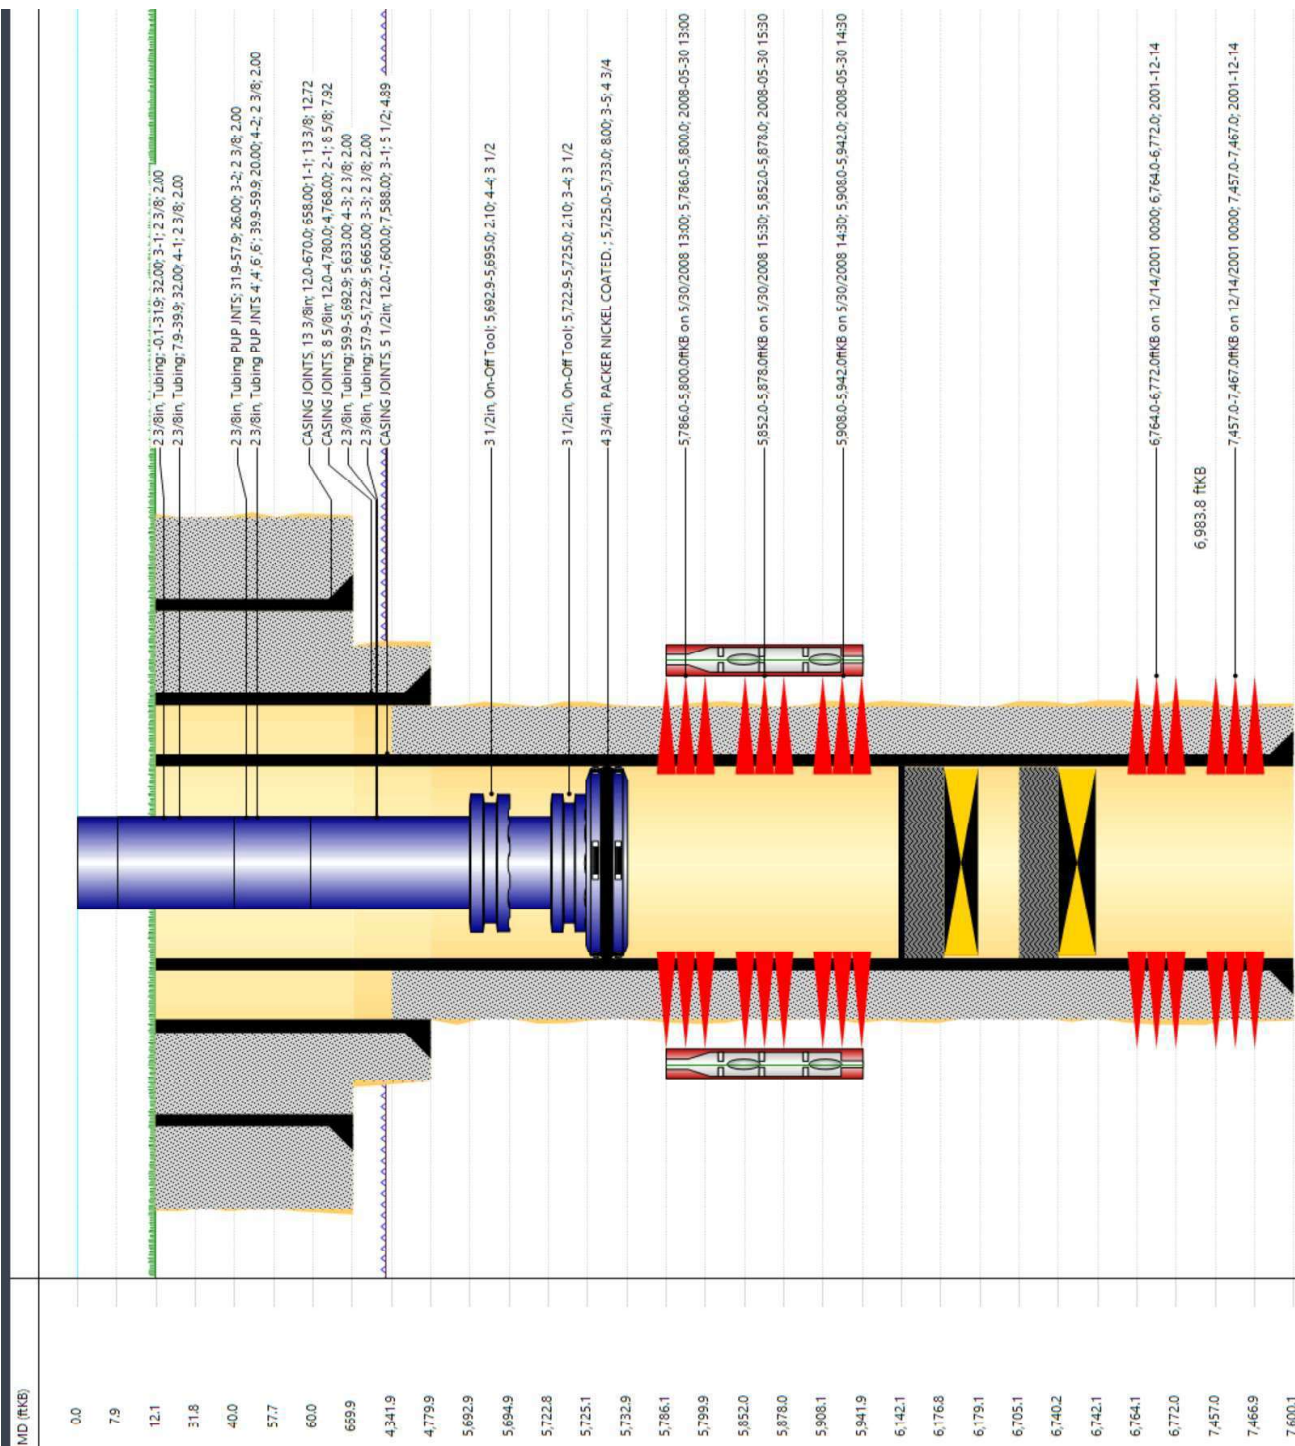 MD (ftKB)
0.0
7.9
12.1
31.8
40.0
57.7
60.0
669.9
4,341.9
4,779.9
5,692.9
5,694.9
5,722.8
5,725.1
5,732.9
5,786.1
5,799.9
5,852.0
5,878.0
5,908.1
5,941.9
6,142.1
6,176.8
6,179.1
6,705.1
6,740.2
6,742.1
6,764.1
6,772.0
7,457.0
7,466.9
7,600.1
2 3/8in, Tubing; -0.1-31.9; 32.00; 3-1; 2 3/8; 2.00
2 3/8in, Tubing; 7.9-39.9; 32.00; 4-1; 2 3/8; 2.00
2 3/8in, Tubing PUP JNTS; 31.9-57.9; 26.00; 3-2; 2 3/8; 2.00
2 3/8in, Tubing PUP JNTS 4',4',6',6'; 39.9-59.9; 20.00; 4-2; 2 3/8; 2.00
CASING JOINTS, 13 3/8in; 12.0-670.0; 658.00; 1-1; 13 3/8; 12.72
CASING JOINTS, 8 5/8in; 12.0-4,780.0; 4,768.00; 2-1; 8 5/8; 7.92
2 3/8in, Tubing; 59.9-5,692.9; 5,633.00; 4-3; 2 3/8; 2.00
2 3/8in, Tubing; 57.9-5,722.9; 5,665.00; 3-3; 2 3/8; 2.00
CASING JOINTS, 5 1/2in; 12.0-7,600.0; 7,588.00; 3-1; 5 1/2; 4.89
3 1/2in, On-Off Tool; 5,692.9-5,695.0; 2.10; 4-4; 3 1/2
3 1/2in, On-Off Tool; 5,722.9-5,725.0; 2.10; 3-4; 3 1/2
4 3/4in, PACKER NICKEL COATED. ; 5,725.0-5,733.0; 8.00; 3-5; 4 3/4
5,786.0-5,800.0ftKB on 5/30/2008 13:00; 5,786.0-5,800.0; 2008-05-30 13:00
5,852.0-5,878.0ftKB on 5/30/2008 15:30; 5,852.0-5,878.0; 2008-05-30 15:30
5,908.0-5,942.0ftKB on 5/30/2008 14:30; 5,908.0-5,942.0; 2008-05-30 14:30
6,764.0-6,772.0ftKB on 12/14/2001 00:00; 6,764.0-6,772.0; 2001-12-14
6,983.8 ftKB
7,457.0-7,467.0ftKB on 12/14/2001 00:00; 7,457.0-7,467.0; 2001-12-14